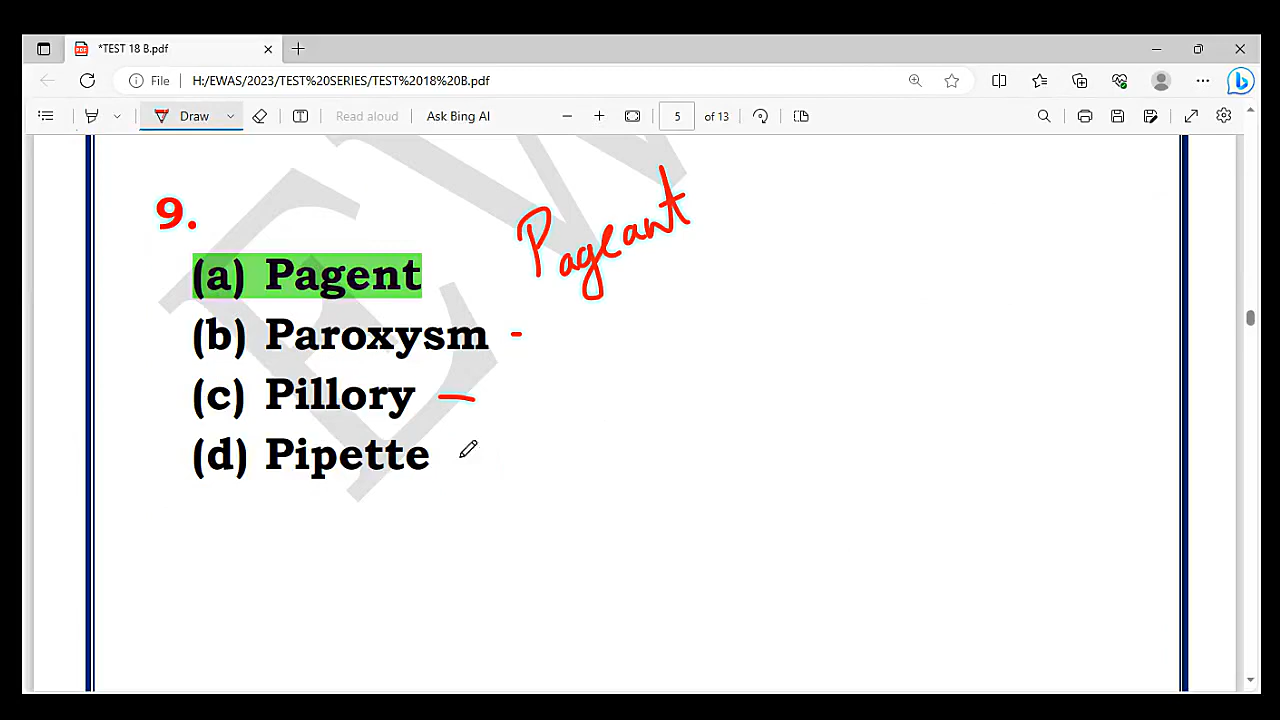 *TEST 18 B.pdf
File H:/EWAS/2023/TEST%20SERIES/TEST%2018%20B.pdf
Draw Read aloud Ask Bing AI 5 of 13
9.
Pageant
(a) Pagent
(b) Paroxysm -
(c) Pillory —
(d) Pipette